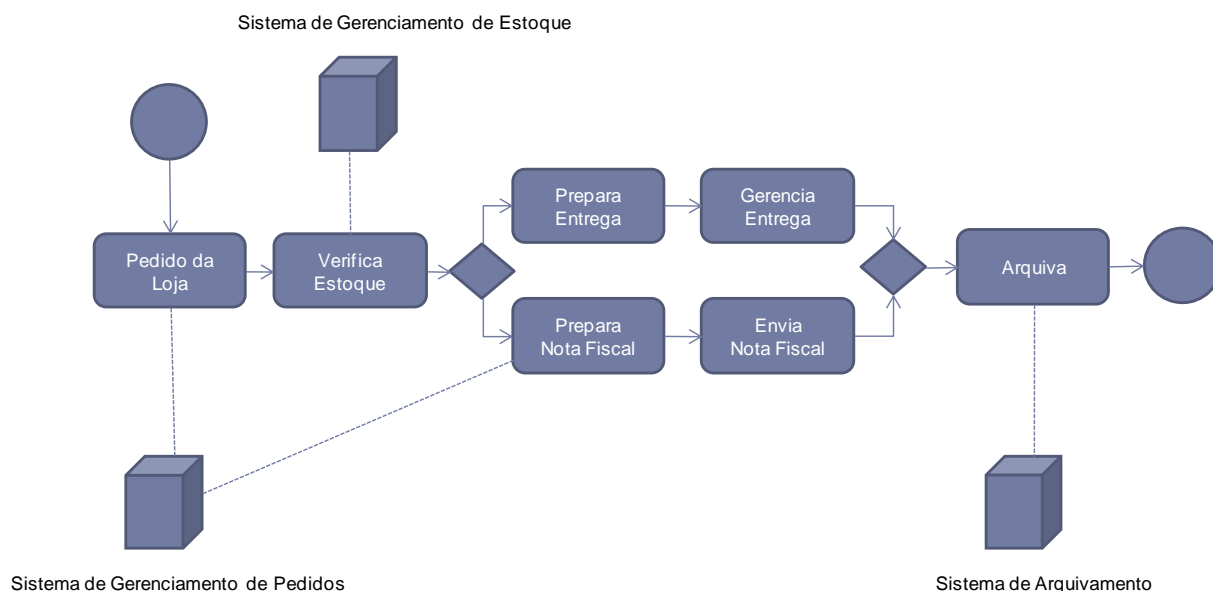 Sistema de Gerenciamento de Estoque
Prepara
Entrega
Gerencia
Entrega
Pedido da
Loja
Verifica
Estoque
Arquiva
Prepara
Nota Fiscal
Envia
Nota Fiscal
Sistema de Gerenciamento de Pedidos
Sistema de Arquivamento